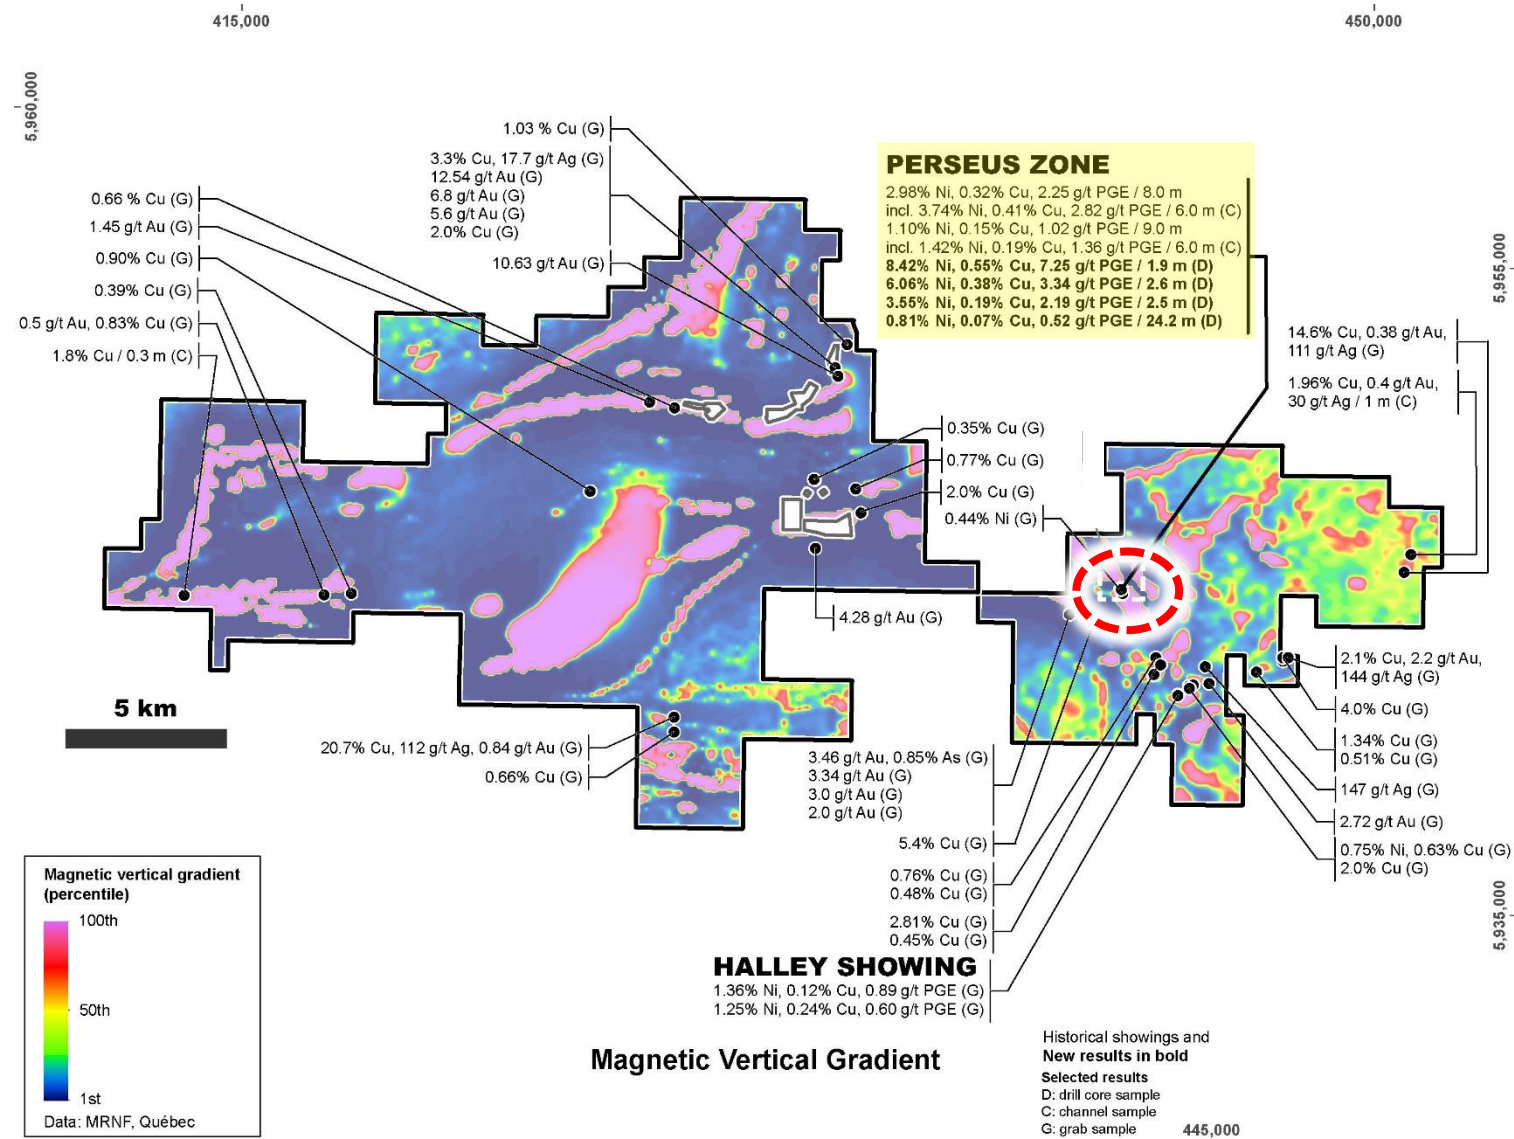 415,000
450,000
5,960,000
5,955,000
5,935,000
445,000
1.03 % Cu (G)
3.3% Cu, 17.7 g/t Ag (G)
12.54 g/t Au (G)
6.8 g/t Au (G)
5.6 g/t Au (G)
2.0% Cu (G)
10.63 g/t Au (G)
0.66 % Cu (G)
1.45 g/t Au (G)
0.90% Cu (G)
0.39% Cu (G)
0.5 g/t Au, 0.83% Cu (G)
1.8% Cu / 0.3 m (C)
PERSEUS ZONE
2.98% Ni, 0.32% Cu, 2.25 g/t PGE / 8.0 m
incl. 3.74% Ni, 0.41% Cu, 2.82 g/t PGE / 6.0 m (C)
1.10% Ni, 0.15% Cu, 1.02 g/t PGE / 9.0 m
incl. 1.42% Ni, 0.19% Cu, 1.36 g/t PGE / 6.0 m (C)
8.42% Ni, 0.55% Cu, 7.25 g/t PGE / 1.9 m (D)
6.06% Ni, 0.38% Cu, 3.34 g/t PGE / 2.6 m (D)
3.55% Ni, 0.19% Cu, 2.19 g/t PGE / 2.5 m (D)
0.81% Ni, 0.07% Cu, 0.52 g/t PGE / 24.2 m (D)
14.6% Cu, 0.38 g/t Au,
111 g/t Ag (G)
1.96% Cu, 0.4 g/t Au,
30 g/t Ag / 1 m (C)
0.35% Cu (G)
0.77% Cu (G)
2.0% Cu (G)
0.44% Ni (G)
4.28 g/t Au (G)
5 km
20.7% Cu, 112 g/t Ag, 0.84 g/t Au (G)
0.66% Cu (G)
3.46 g/t Au, 0.85% As (G)
3.34 g/t Au (G)
3.0 g/t Au (G)
2.0 g/t Au (G)
5.4% Cu (G)
0.76% Cu (G)
0.48% Cu (G)
2.81% Cu (G)
0.45% Cu (G)
HALLEY SHOWING
1.36% Ni, 0.12% Cu, 0.89 g/t PGE (G)
1.25% Ni, 0.24% Cu, 0.60 g/t PGE (G)
2.1% Cu, 2.2 g/t Au,
144 g/t Ag (G)
4.0% Cu (G)
1.34% Cu (G)
0.51% Cu (G)
147 g/t Ag (G)
2.72 g/t Au (G)
0.75% Ni, 0.63% Cu (G)
2.0% Cu (G)
Magnetic vertical gradient
(percentile)
100th
50th
1st
Data: MRNF, Québec
Magnetic Vertical Gradient
Historical showings and
New results in bold
Selected results
D: drill core sample
C: channel sample
G: grab sample